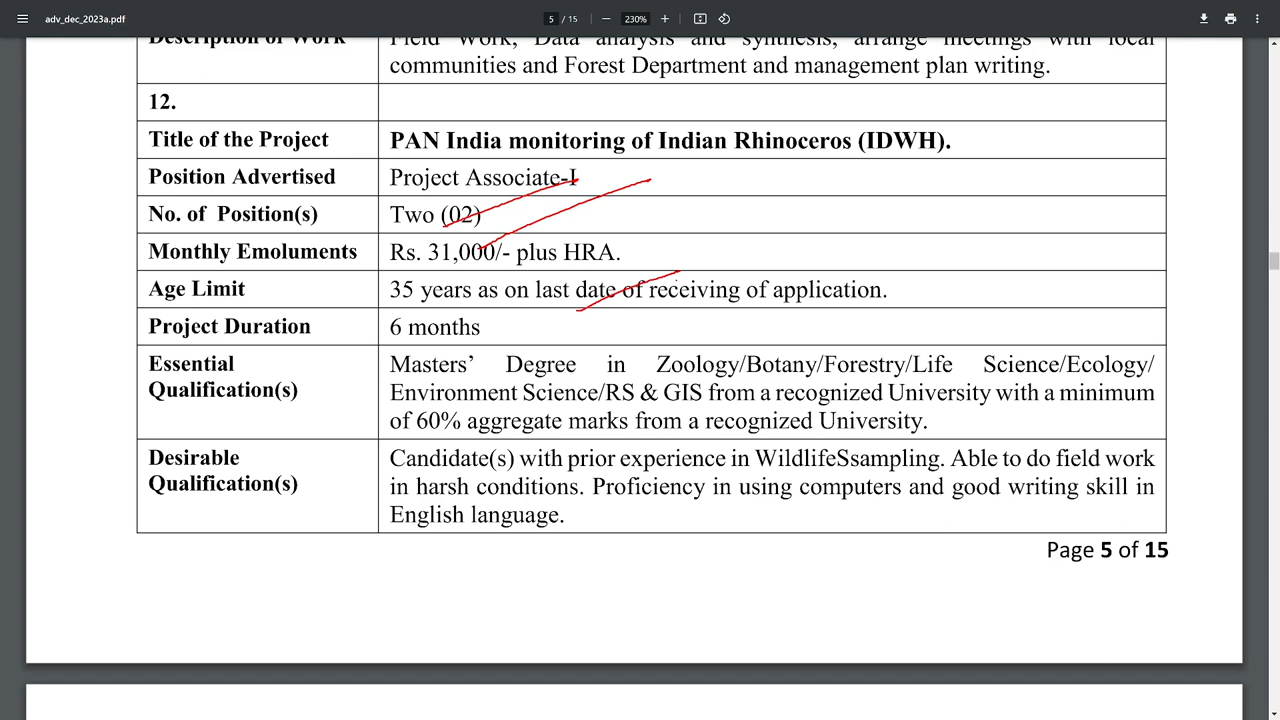 adv_dec_2023a.pdf
5 / 15
230%
Description of Work
Field Work, Data analysis and synthesis, arrange meetings with local
communities and Forest Department and management plan writing.
12.
Title of the Project
PAN India monitoring of Indian Rhinoceros (IDWH).
Position Advertised
Project Associate-I
No. of Position(s)
Two (02)
Monthly Emoluments
Rs. 31,000/- plus HRA.
Age Limit
35 years as on last date of receiving of application.
Project Duration
6 months
Essential
Qualification(s)
Masters’ Degree in Zoology/Botany/Forestry/Life Science/Ecology/
Environment Science/RS & GIS from a recognized University with a minimum
of 60% aggregate marks from a recognized University.
Desirable
Qualification(s)
Candidate(s) with prior experience in WildlifeSsampling. Able to do field work
in harsh conditions. Proficiency in using computers and good writing skill in
English language.
Page 5 of 15